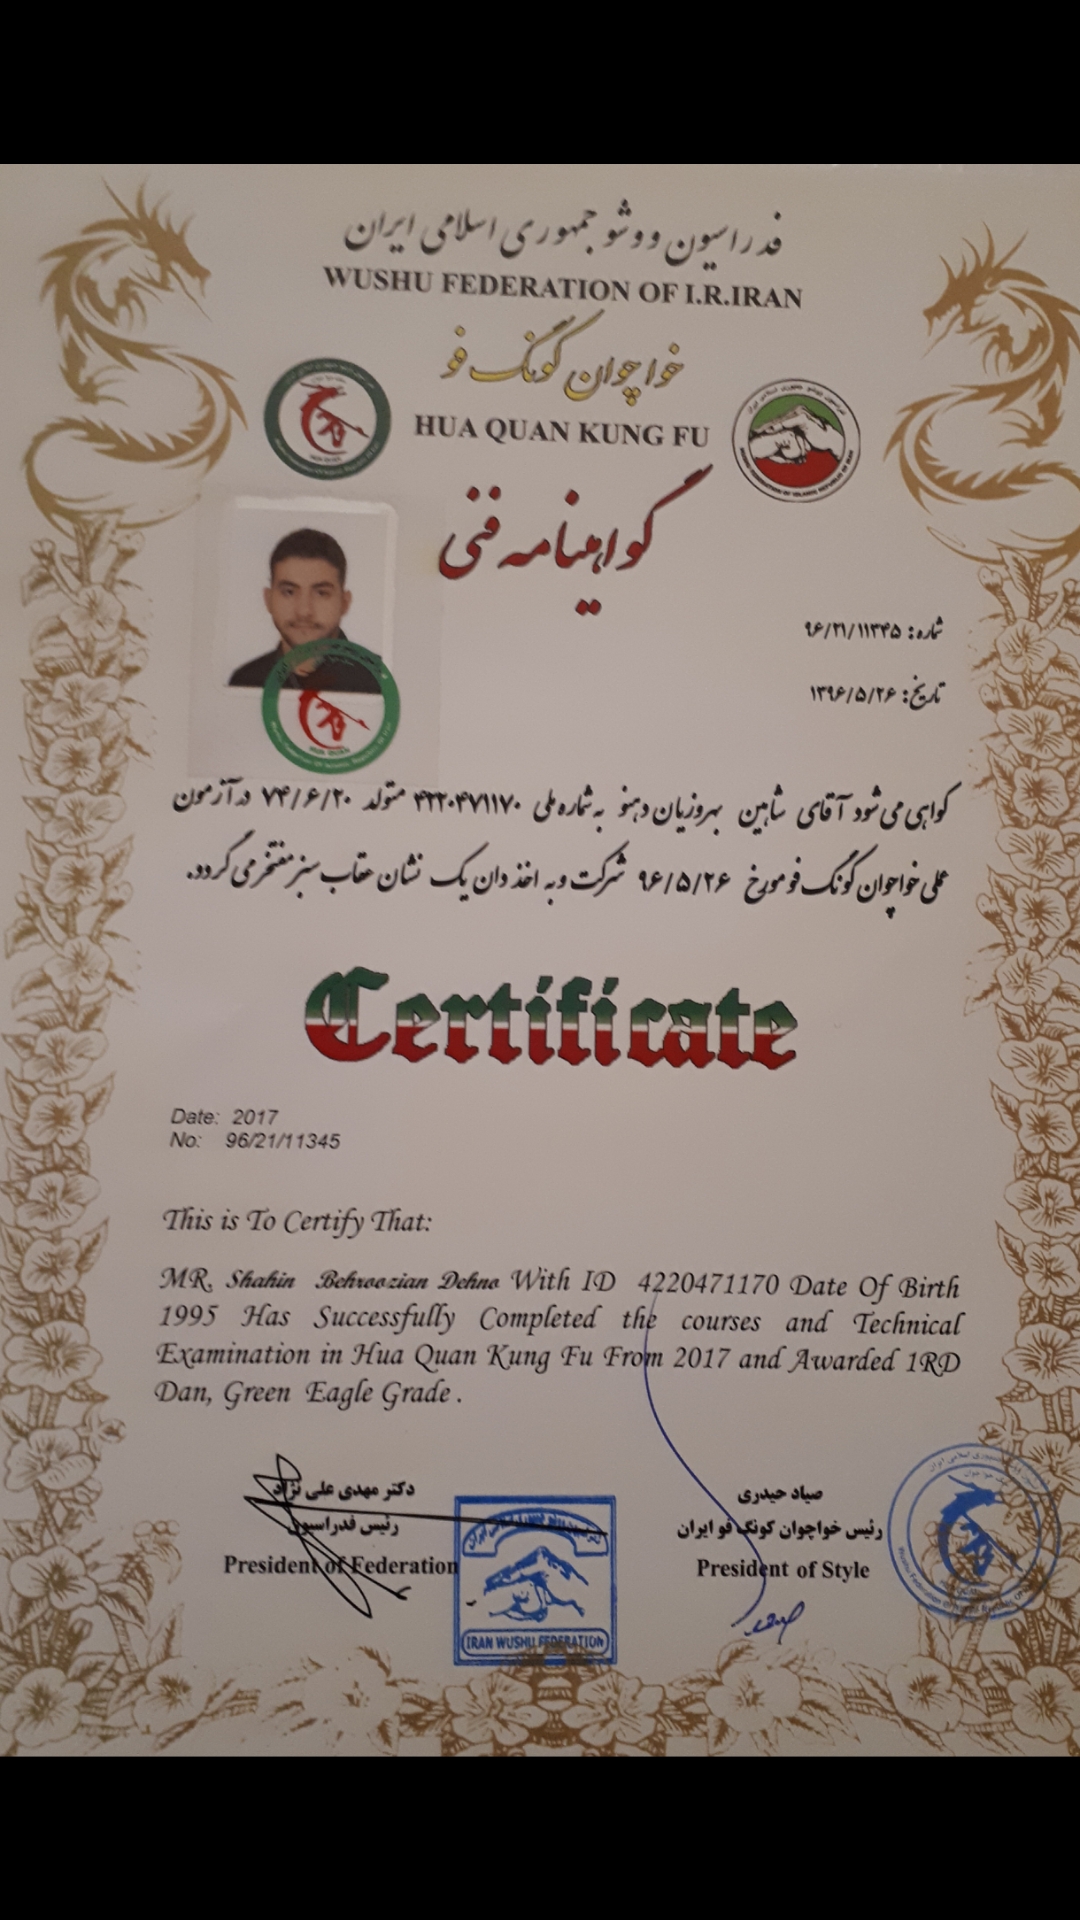 فدراسیون ووشو جمهوری اسلامی ایران
WUSHU FEDERATION OF I.R.IRAN
خواچوان گونگ فو
HUA QUAN KUNG FU
گواهینامه فنی
شماره: ۹۶/۲۱/۱۱۳۴۵
تاریخ: ۱۳۹۶/۵/۲۶
گواهی می شود آقای شاهین بهروزیان دهنو به شماره ملی ۴۲۲۰۴۷۱۱۷۰ متولد ۷۴/۶/۲۰ در آزمون
عملی خواچوان گونگ فو مورخ ۹۶/۵/۲۶ شرکت و به اخذ دان یک نشان عقاب سبز مفتخر می گردد.
Certificate
Date: 2017
No: 96/21/11345
This is To Certify That:
MR. Shahin Behroozian Dehno With ID 4220471170 Date Of Birth
1995 Has Successfully Completed the courses and Technical
Examination in Hua Quan Kung Fu From 2017 and Awarded 1RD
Dan, Green Eagle Grade .
صیاد حیدری
رئیس خواچوان کونگ فو ایران
President of Style
دکتر مهدی علی نژاد
رئیس فدراسیون
President of Federation
IRAN WUSHU FEDERATION